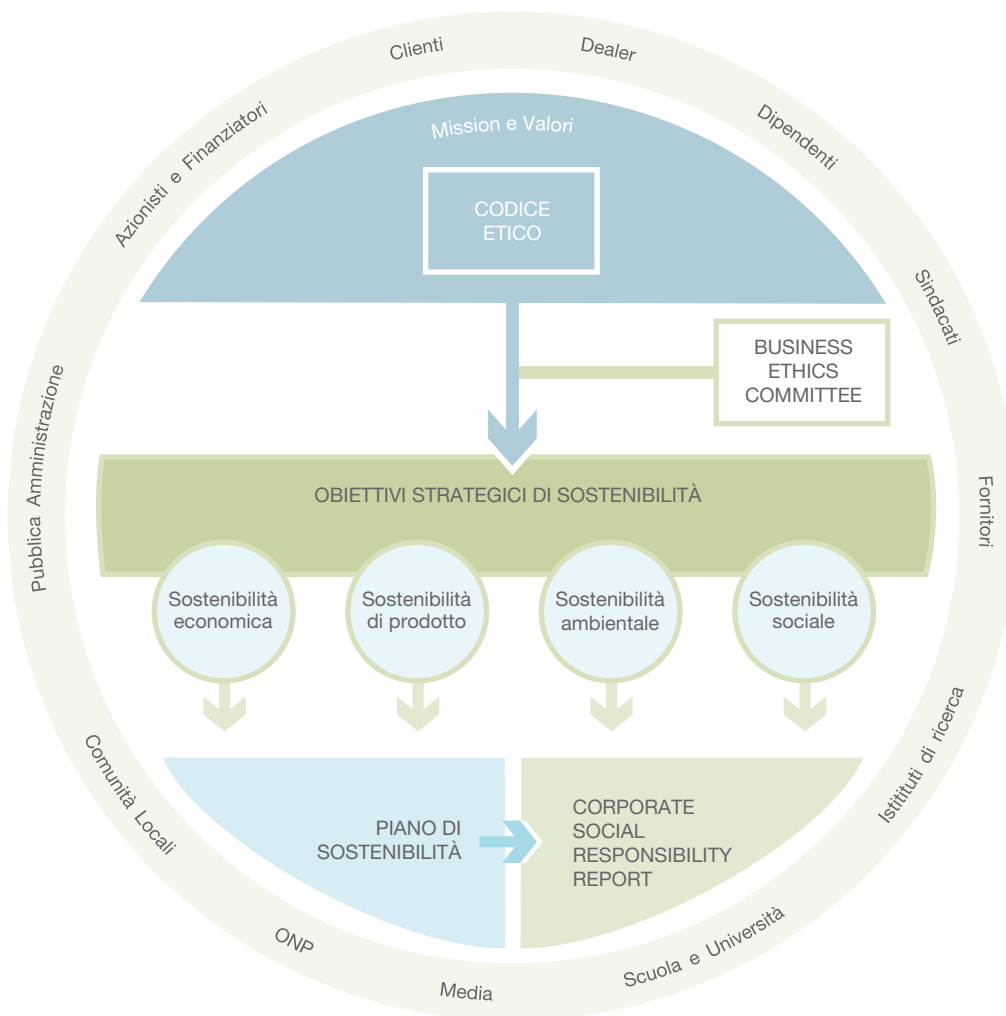 Clienti
Dealer
Dipendenti
Sindacati
Fornitori
Istitituti di ricerca
Scuola e Università
Media
ONP
Comunità Locali
Pubblica Amministrazione
Azionisti e Finanziatori
Mission e Valori
CODICE
ETICO
BUSINESS
ETHICS
COMMITTEE
OBIETTIVI STRATEGICI DI SOSTENIBILITÀ
Sostenibilità
economica
Sostenibilità
di prodotto
Sostenibilità
ambientale
Sostenibilità
sociale
PIANO DI
SOSTENIBILITÀ
CORPORATE
SOCIAL
RESPONSIBILITY
REPORT